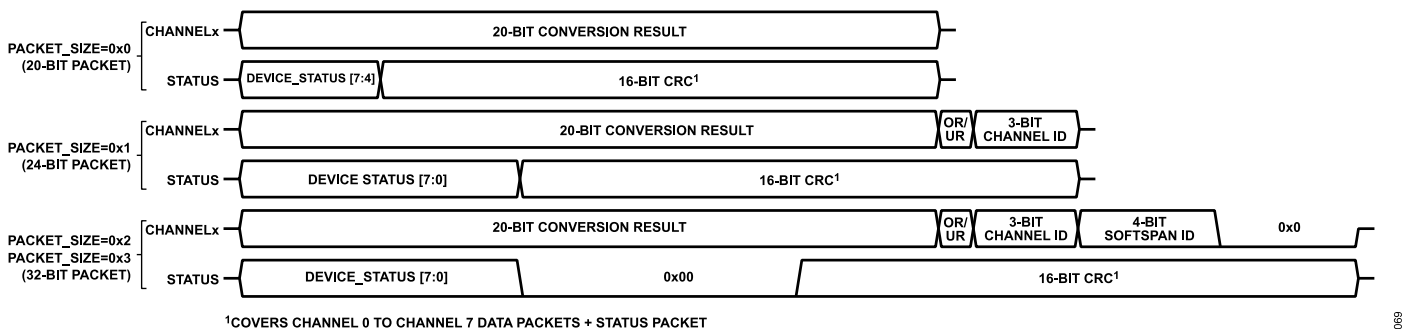 PACKET_SIZE=0x0
(20-BIT PACKET)
CHANNELx
20-BIT CONVERSION RESULT
STATUS
DEVICE_STATUS [7:4]
16-BIT CRC1
PACKET_SIZE=0x1
(24-BIT PACKET)
CHANNELx
20-BIT CONVERSION RESULT
OR/
UR
3-BIT
CHANNEL ID
STATUS
DEVICE STATUS [7:0]
16-BIT CRC1
PACKET_SIZE=0x2
PACKET_SIZE=0x3
(32-BIT PACKET)
CHANNELx
20-BIT CONVERSION RESULT
OR/
UR
3-BIT
CHANNEL ID
4-BIT
SOFTSPAN ID
0x0
STATUS
DEVICE_STATUS [7:0]
0x00
16-BIT CRC1
1COVERS CHANNEL 0 TO CHANNEL 7 DATA PACKETS + STATUS PACKET
069